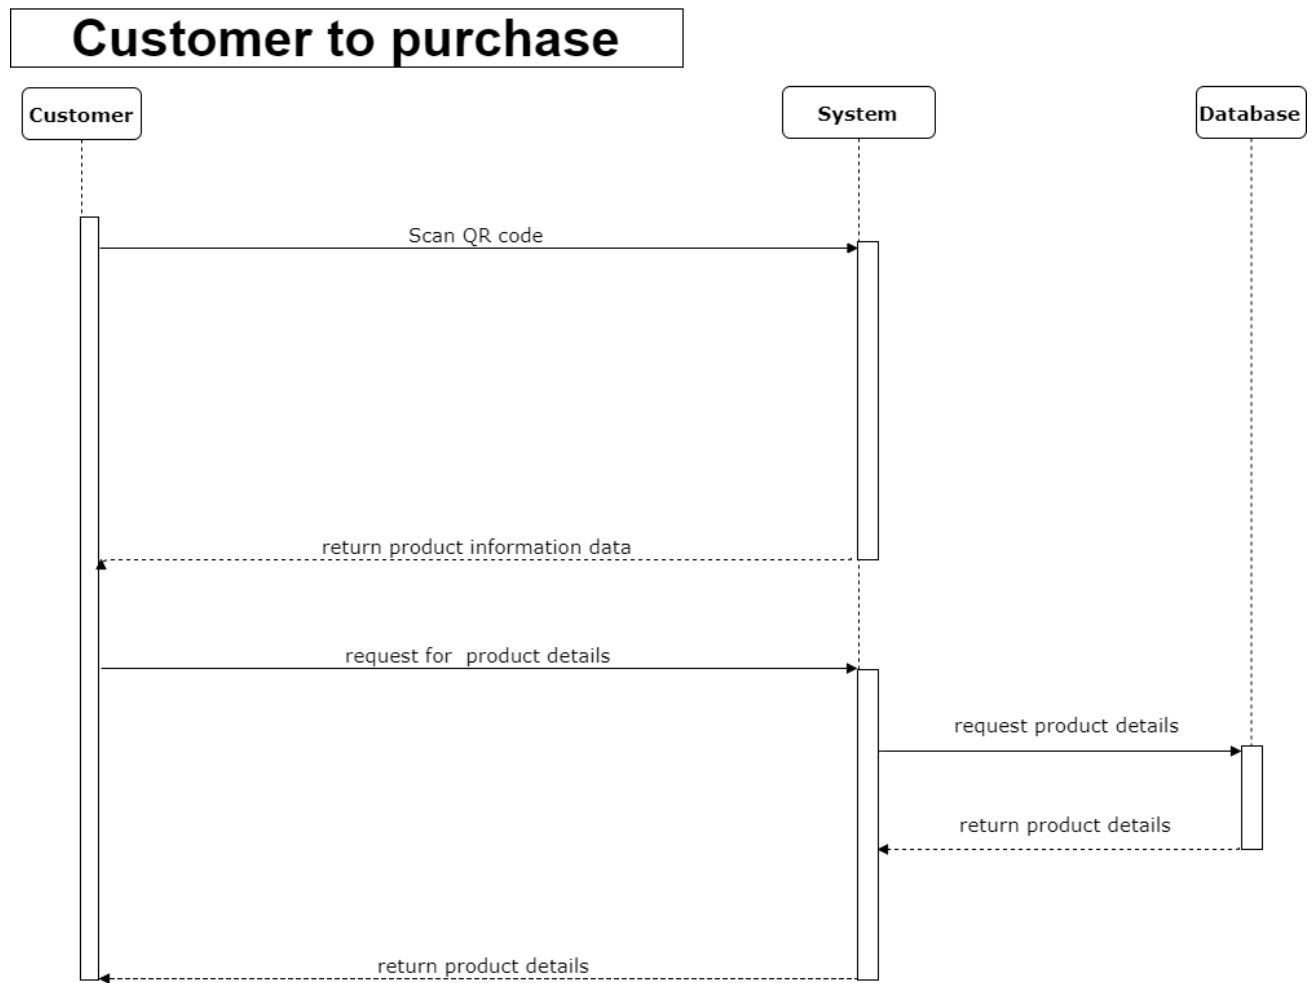 Customer to purchase
Customer
System
Database
Scan QR code
return product information data
request for  product details
request product details
return product details
return product details